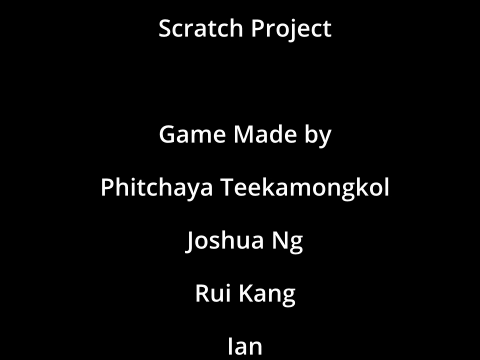 Scratch Project
Game Made by
Phitchaya Teekamongkol
Joshua Ng
Rui Kang
Ian